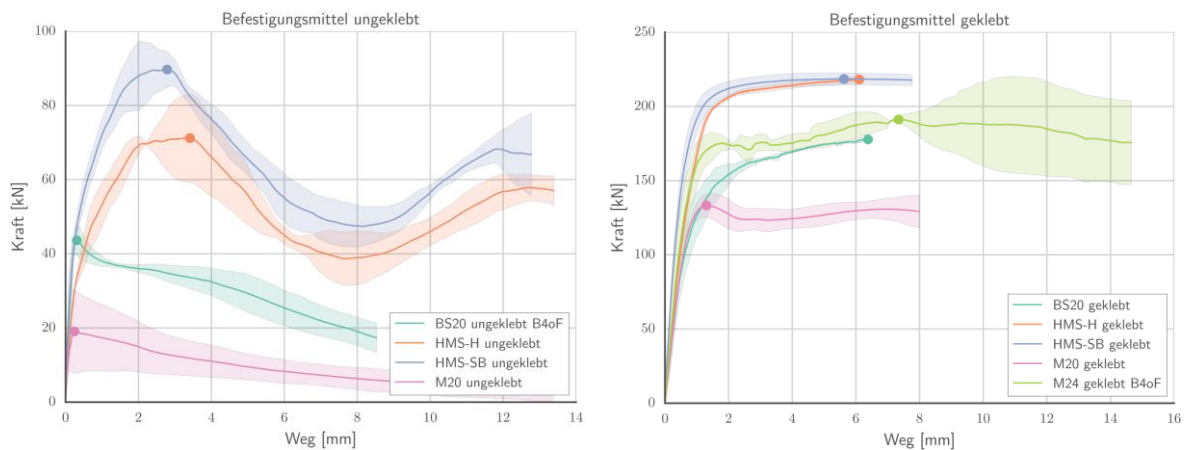 Befestigungsmittel ungeklebt
100
80
60
40
20
0
Kraft [kN]
0 2 4 6 8 10 12 14
Weg [mm]
BS20 ungeklebt B4oF
HMS-H ungeklebt
HMS-SB ungeklebt
M20 ungeklebt
Befestigungsmittel geklebt
250
200
150
100
50
0
Kraft [kN]
0 2 4 6 8 10 12 14 16
Weg [mm]
BS20 geklebt
HMS-H geklebt
HMS-SB geklebt
M20 geklebt
M24 geklebt B4oF